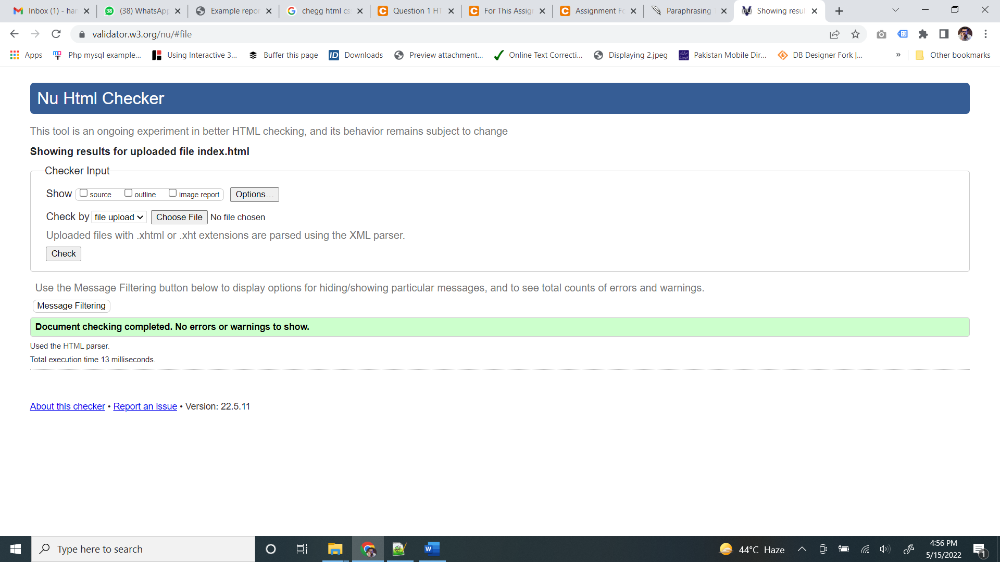 Inbox (1) - han
(38) WhatsApp
Example repor
chegg html cs
Question 1 HT
For This Assig
Assignment Fo
Paraphrasing T
Showing resul
validator.w3.org/nu/#file
Apps
Php mysql example...
Using Interactive 3...
Buffer this page
Downloads
Preview attachment...
Online Text Correcti...
Displaying 2.jpeg
Pakistan Mobile Dir...
DB Designer Fork |...
»
Other bookmarks
Nu Html Checker
This tool is an ongoing experiment in better HTML checking, and its behavior remains subject to change
Showing results for uploaded file index.html
Checker Input
Show source outline image report Options...
Check by file upload Choose File No file chosen
Uploaded files with .xhtml or .xht extensions are parsed using the XML parser.
Check
Use the Message Filtering button below to display options for hiding/showing particular messages, and to see total counts of errors and warnings.
Message Filtering
Document checking completed. No errors or warnings to show.
Used the HTML parser.
Total execution time 13 milliseconds.
About this checker • Report an issue • Version: 22.5.11
Type here to search
44°C Haze
4:56 PM
5/15/2022
1